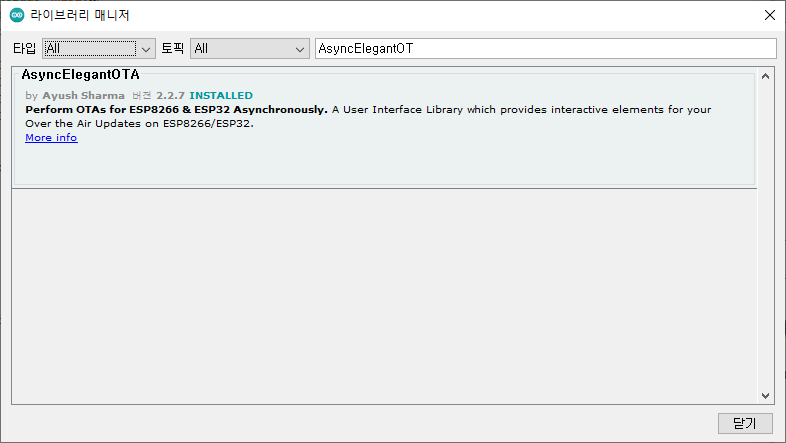 라이브러리 매니저
타입 All 토픽 All AsyncElegantOT
AsyncElegantOTA
by Ayush Sharma 버전 2.2.7 INSTALLED
Perform OTAs for ESP8266 & ESP32 Asynchronously. A User Interface Library which provides interactive elements for your
Over the Air Updates on ESP8266/ESP32.
More info
닫기